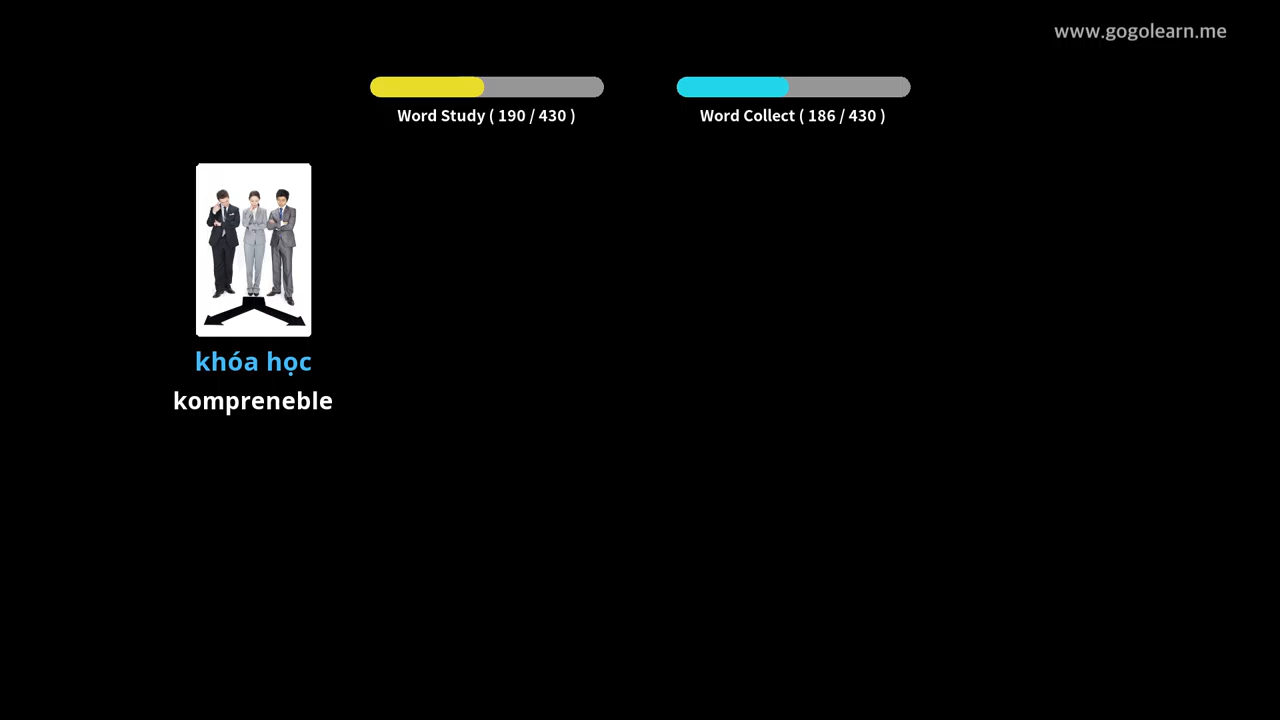 www.gogolearn.me
Word Study ( 190 / 430 )
Word Collect ( 186 / 430 )
khóa học
kompreneble